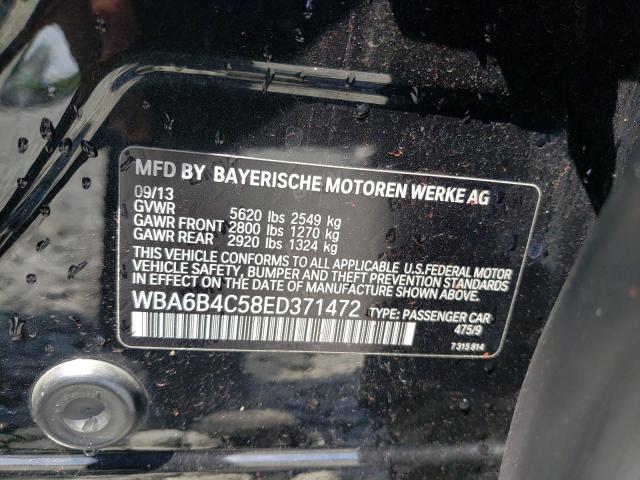 MFD BY BAYERISCHE MOTOREN WERKE AG
09/13
GVWR 5620 lbs 2549 kg
GAWR FRONT 2800 lbs 1270 kg
GAWR REAR 2920 lbs 1324 kg
THIS VEHICLE CONFORMS TO ALL APPLICABLE U.S.FEDERAL MOTOR
VEHICLE SAFETY, BUMPER AND THEFT PREVENTION STANDARDS
IN EFFECT ON THE DATE OF MANUFACTURE SHOWN ABOVE.
WBA6B4C58ED371472 TYPE: PASSENGER CAR
475/9
7 315 814